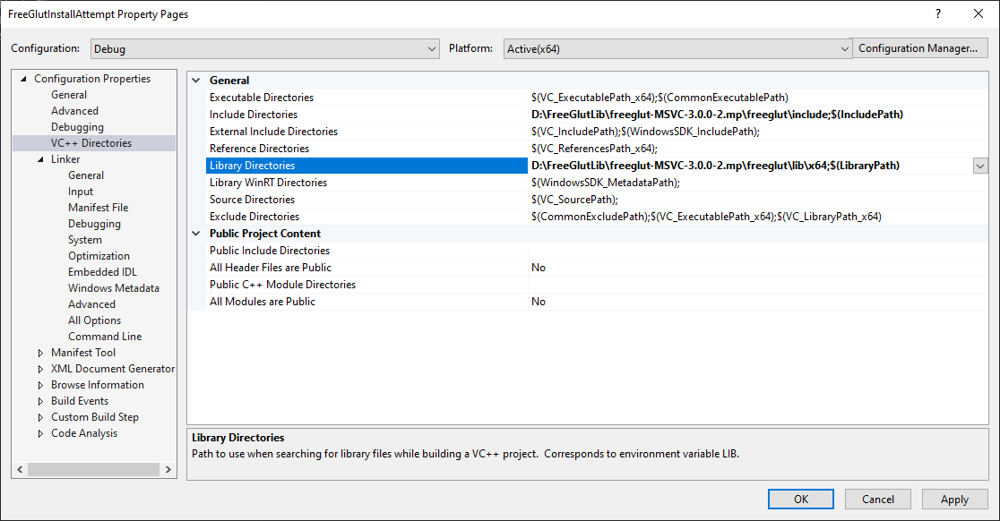 FreeGlutInstallAttempt Property Pages
?
Configuration: Debug Platform: Active(x64) Configuration Manager...
Configuration Properties
General
Advanced
Debugging
VC++ Directories
Linker
General
Input
Manifest File
Debugging
System
Optimization
Embedded IDL
Windows Metadata
Advanced
All Options
Command Line
Manifest Tool
XML Document Generator
Browse Information
Build Events
Custom Build Step
Code Analysis
General
Executable Directories $(VC_ExecutablePath_x64);$(CommonExecutablePath)
Include Directories D:\FreeGlutLib\freeglut-MSVC-3.0.0-2.mp\freeglut\include;$(IncludePath)
External Include Directories $(VC_IncludePath);$(WindowsSDK_IncludePath);
Reference Directories $(VC_ReferencesPath_x64);
Library Directories D:\FreeGlutLib\freeglut-MSVC-3.0.0-2.mp\freeglut\lib\x64;$(LibraryPath)
Library WinRT Directories $(WindowsSDK_MetadataPath);
Source Directories $(VC_SourcePath);
Exclude Directories $(CommonExcludePath);$(VC_ExecutablePath_x64);$(VC_LibraryPath_x64)
Public Project Content
Public Include Directories
All Header Files are Public No
Public C++ Module Directories
All Modules are Public No
Library Directories
Path to use when searching for library files while building a VC++ project.  Corresponds to environment variable LIB.
OK Cancel Apply